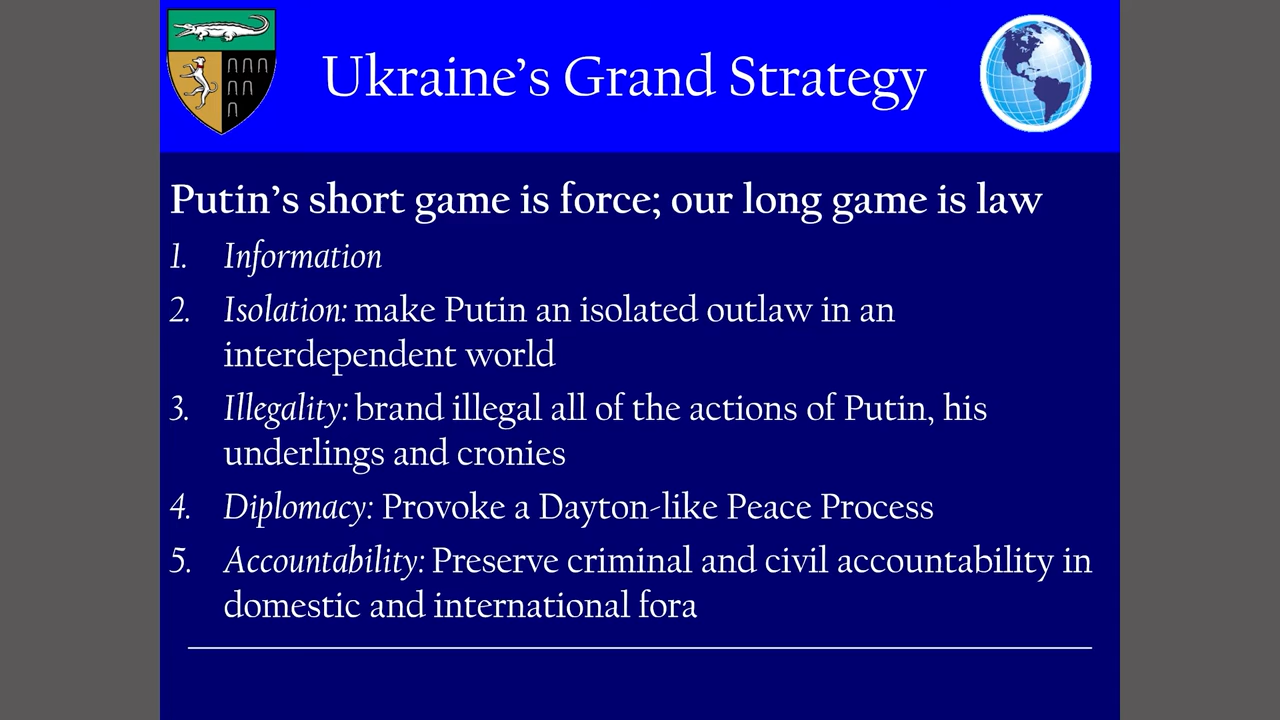 Ukraine’s Grand Strategy
Putin’s short game is force; our long game is law
1. Information
2. Isolation: make Putin an isolated outlaw in an
interdependent world
3. Illegality: brand illegal all of the actions of Putin, his
underlings and cronies
4. Diplomacy: Provoke a Dayton-like Peace Process
5. Accountability: Preserve criminal and civil accountability in
domestic and international fora